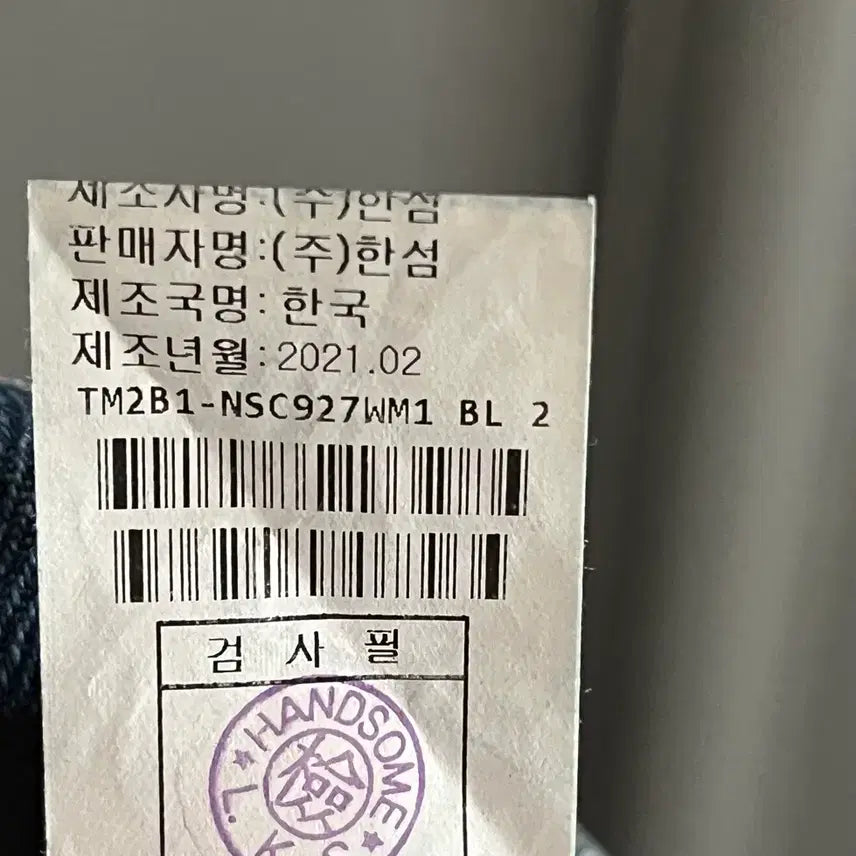 제조자명:(주)한섬
판매자명:(주)한섬
제조국명:한국
제조년월:2021.02
TM2B1-NSC927WM1 BL 2
검 사 필
★HANDSOME★
檢